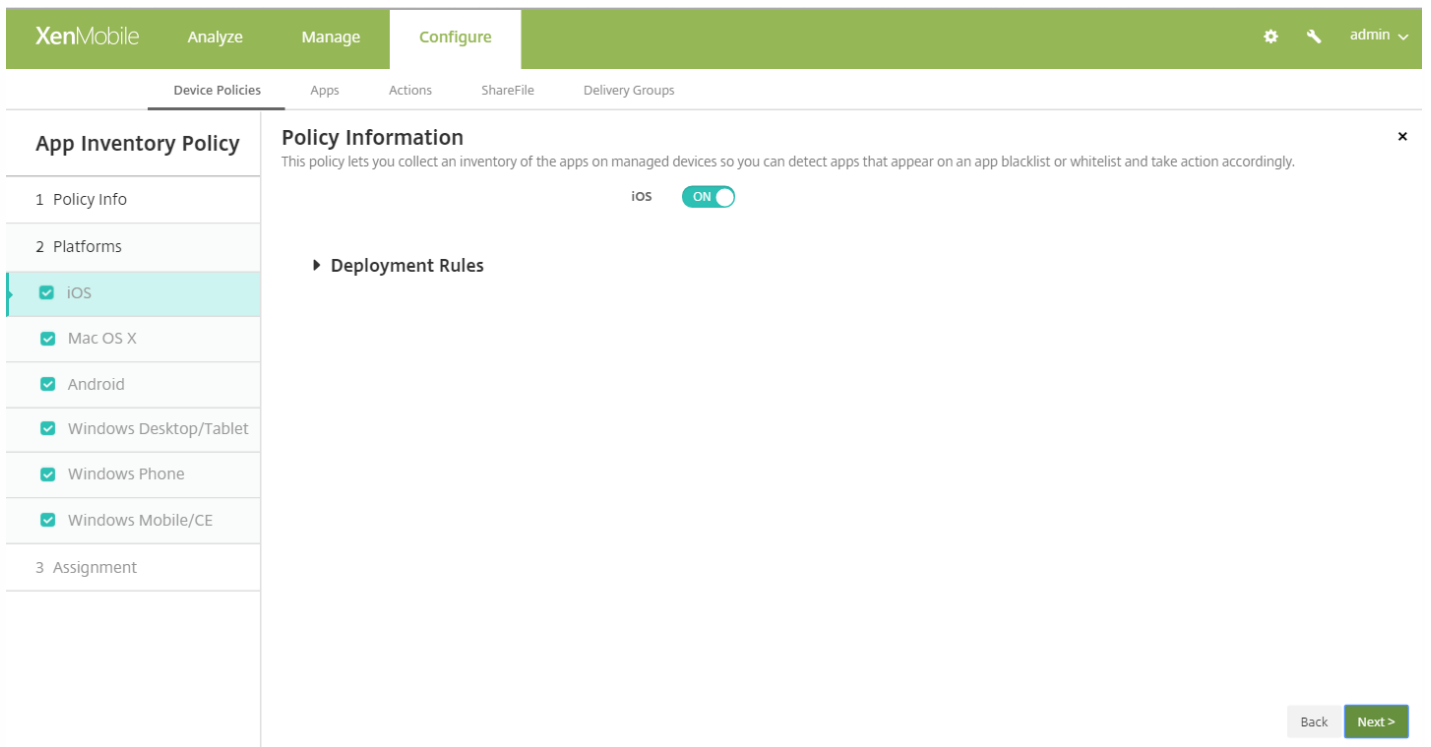 XenMobile Analyze Manage Configure admin
Device Policies Apps Actions ShareFile Delivery Groups
App Inventory Policy
1 Policy Info
2 Platforms
iOS
Mac OS X
Android
Windows Desktop/Tablet
Windows Phone
Windows Mobile/CE
3 Assignment
Policy Information
This policy lets you collect an inventory of the apps on managed devices so you can detect apps that appear on an app blacklist or whitelist and take action accordingly.
iOS ON
Deployment Rules
Back Next >